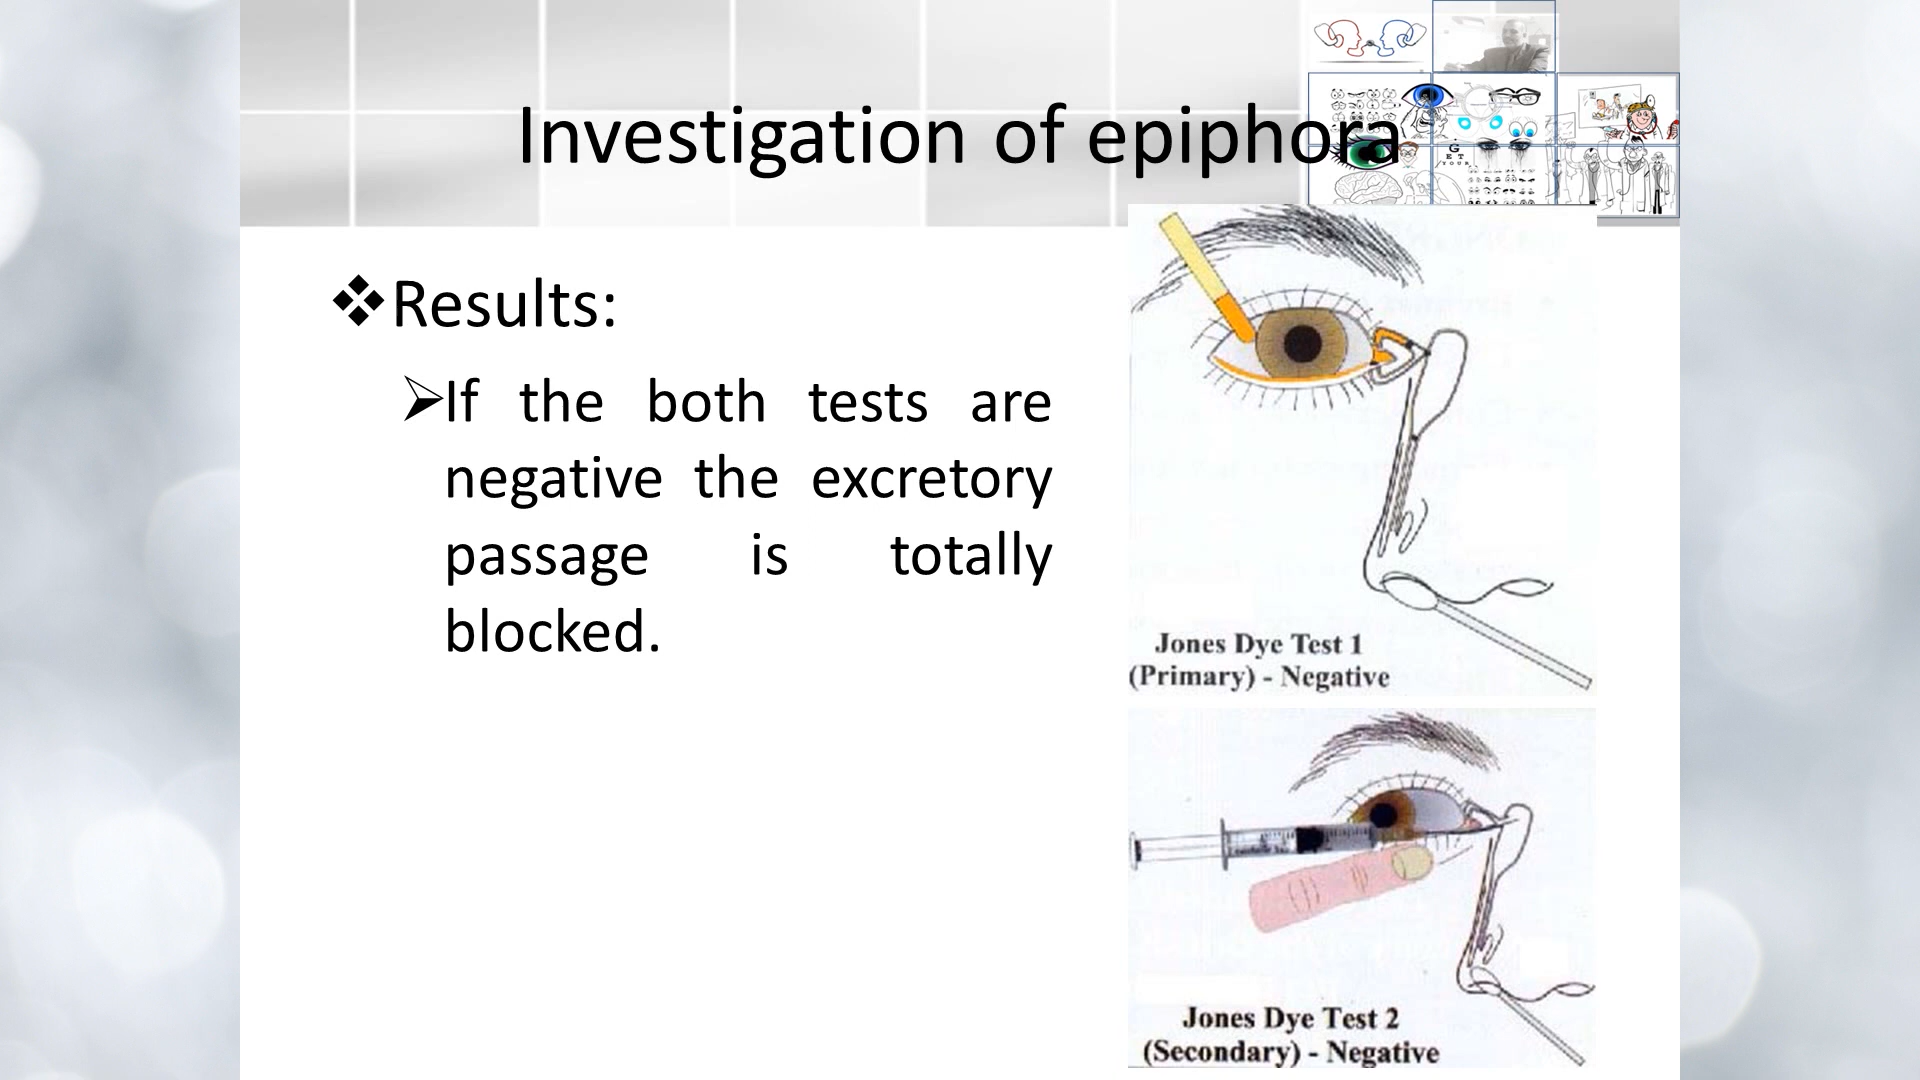 Investigation of epiphora
Results:
If the both tests are
negative the excretory
passage is totally
blocked.
Jones Dye Test 1
(Primary) - Negative
Jones Dye Test 2
(Secondary) - Negative